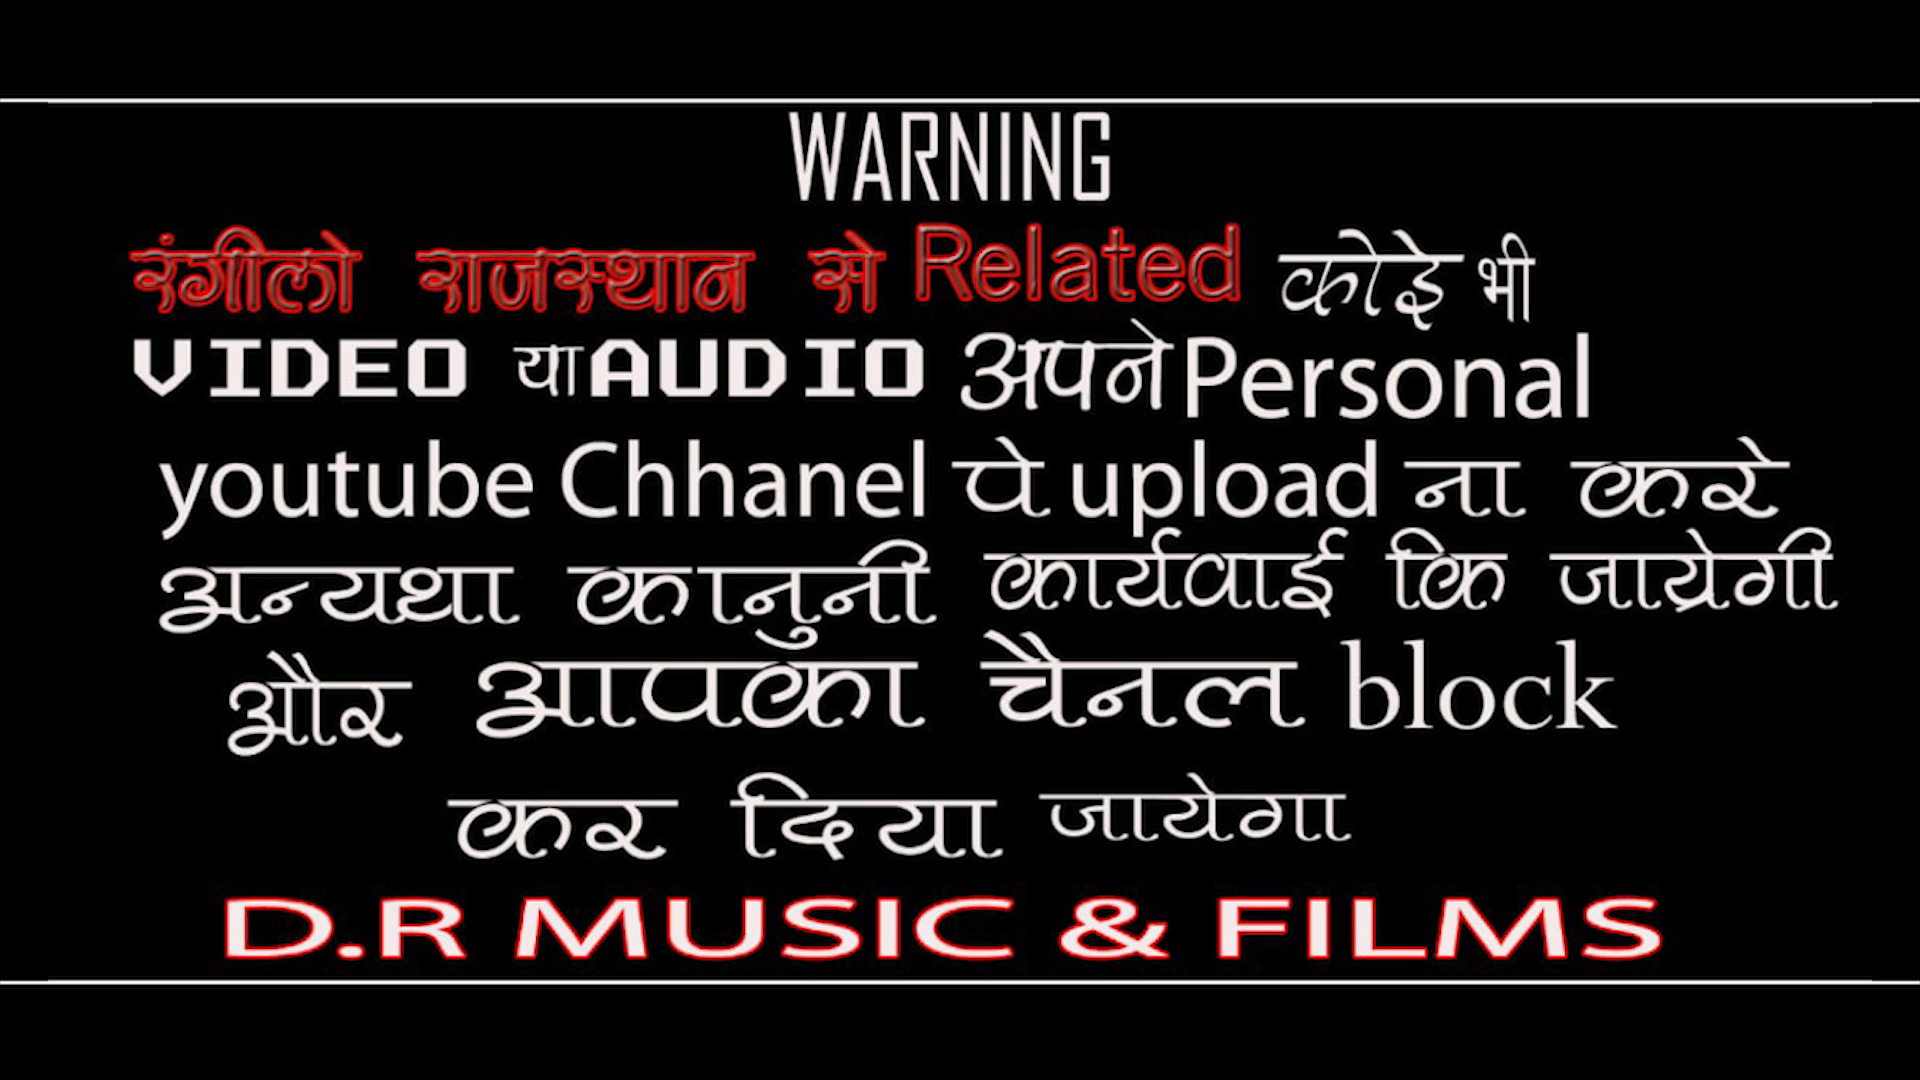 WARNING
रंगीलो राजस्थान से Related कोइे भी
VIDEO या AUDIO अपने Personal
youtube Chhanel पे upload ना करे
अन्यथा कानुनी कार्यवाई कि जाय्रेगी
और आपका चैनल block
कर दिया जायेगा
D.R MUSIC & FILMS